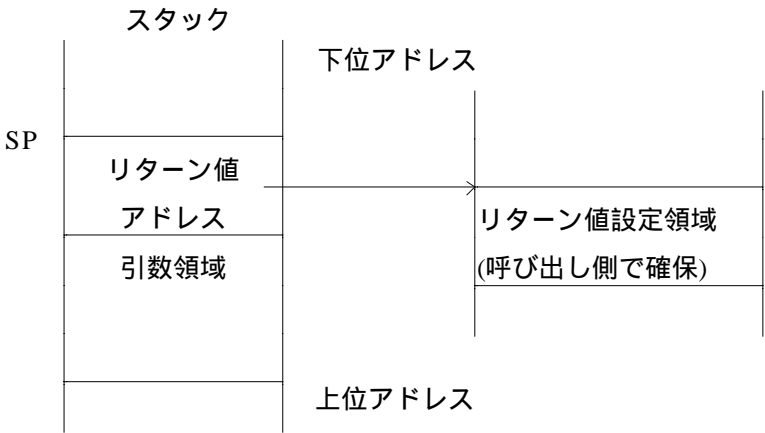 スタック
下位アドレス
SP
リターン値
アドレス
リターン値設定領域
引数領域
(呼び出し側で確保)
上位アドレス